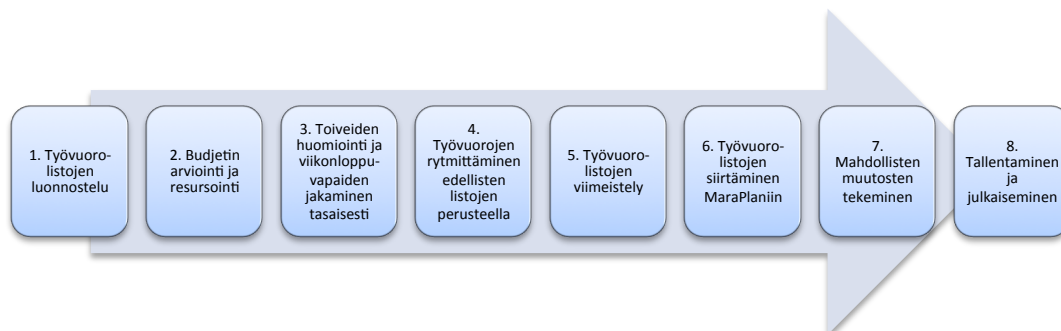 1. Työvuoro-
listojen
luonnostelu
2. Budjetin
arviointi ja
resursointi
3. Toiveiden
huomiointi ja
viikonloppu-
vapaiden
jakaminen
tasaisesti
4.
Työvuorojen
rytmittäminen
edellisten
listojen
perusteella
5. Työvuoro-
listojen
viimeistely
6. Työvuoro-
listojen
siirtäminen
MaraPlaniin
7.
Mahdollisten
muutosten
tekeminen
8.
Tallentaminen
ja
julkaiseminen